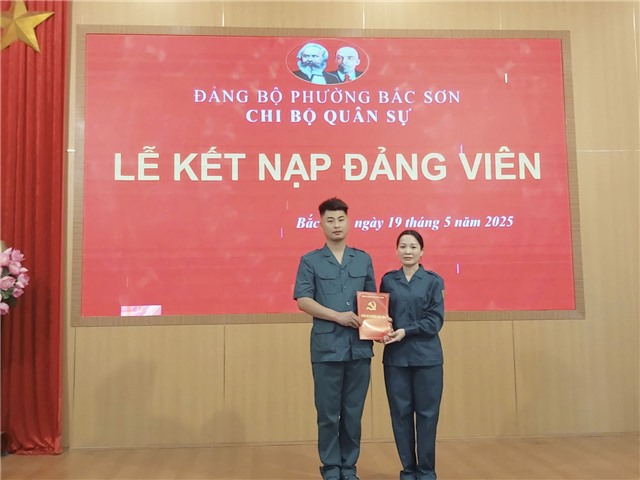 ĐẢNG BỘ PHƯỜNG BẮC SƠN
CHI BỘ QUÂN SỰ
LỄ KẾT NẠP ĐẢNG VIÊN
Bắc ngày 19 tháng 5 năm 2025